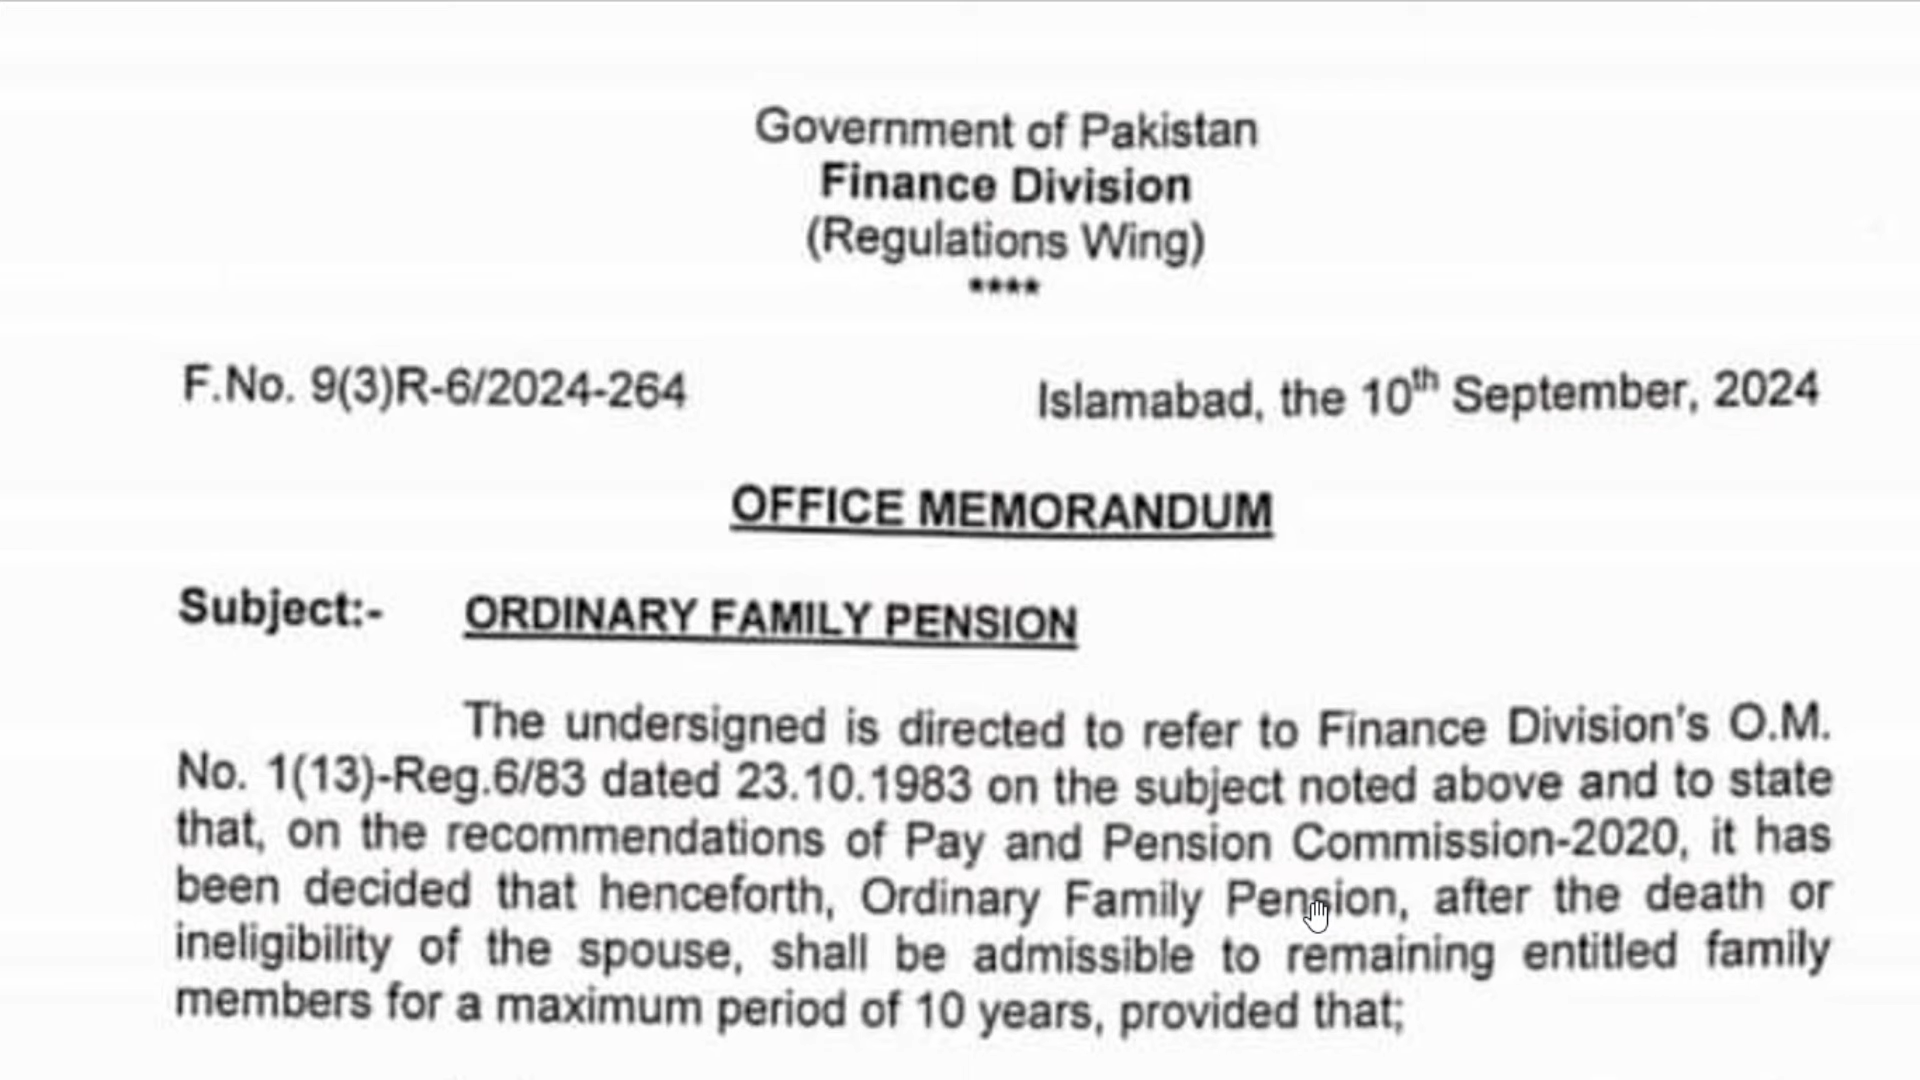 Government of Pakistan
Finance Division
(Regulations Wing)
****
F.No. 9(3)R-6/2024-264
Islamabad, the 10th September, 2024
OFFICE MEMORANDUM
Subject:- ORDINARY FAMILY PENSION
The undersigned is directed to refer to Finance Division's O.M.
No. 1(13)-Reg.6/83 dated 23.10.1983 on the subject noted above and to state
that, on the recommendations of Pay and Pension Commission-2020, it has
been decided that henceforth, Ordinary Family Pension, after the death or
ineligibility of the spouse, shall be admissible to remaining entitled family
members for a maximum period of 10 years, provided that;